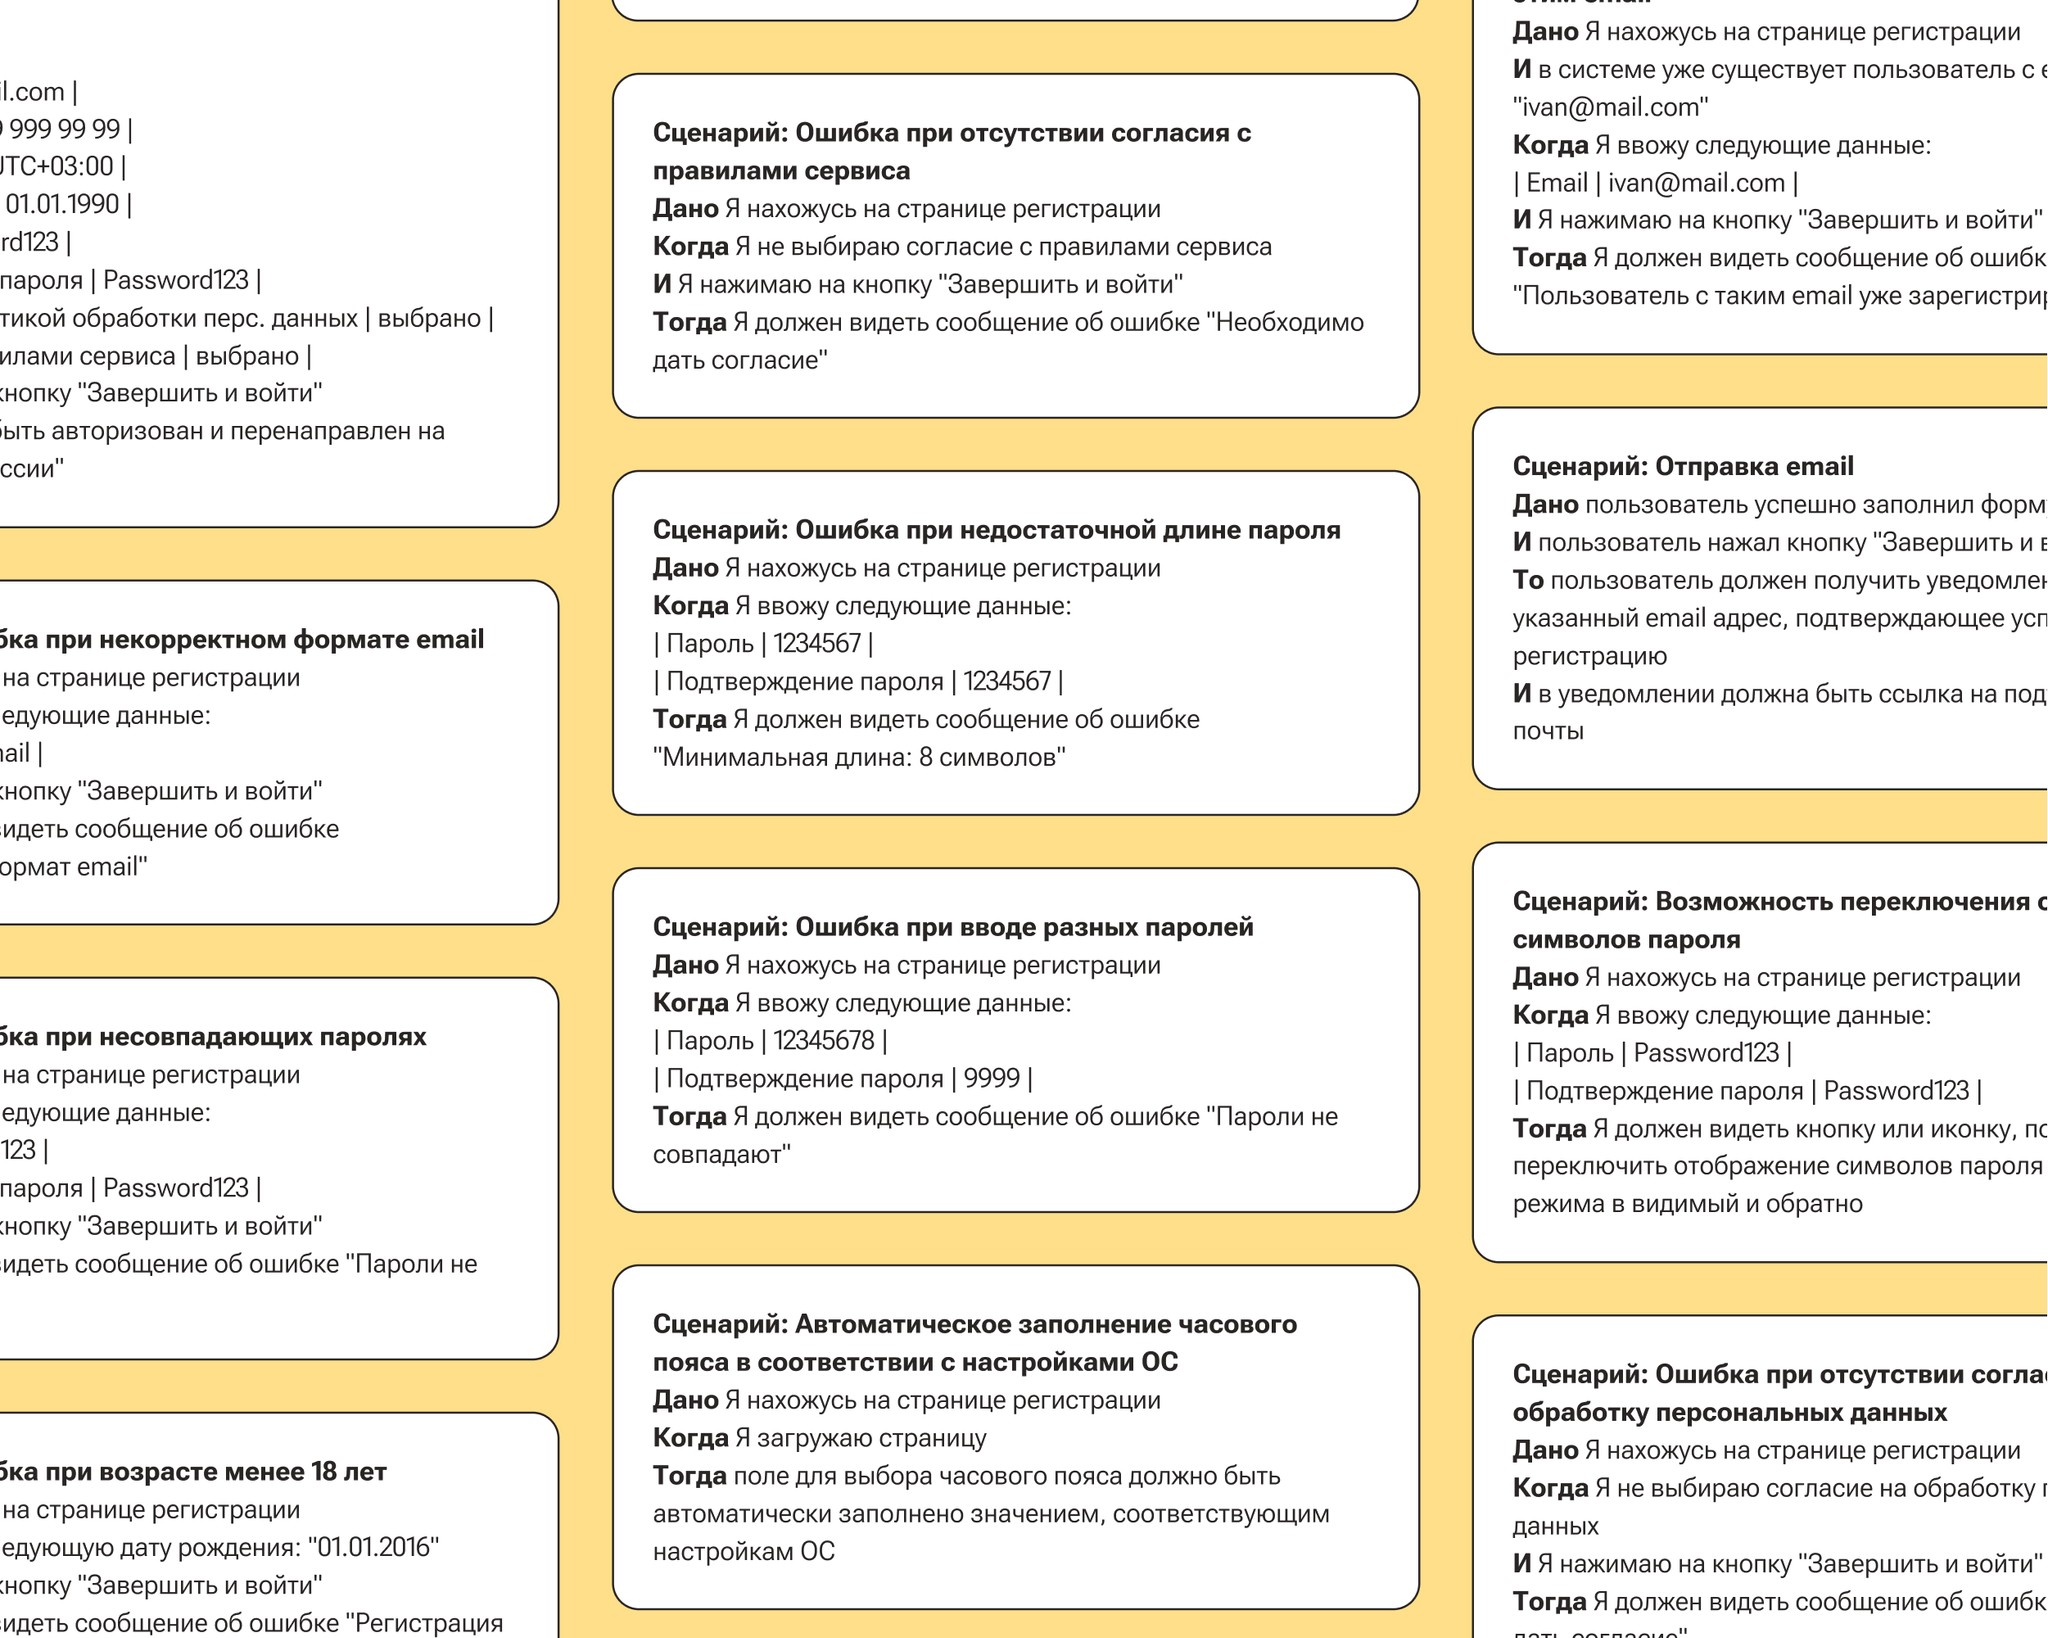 il.com |
999 99 99 |
UTC+03:00 |
01.01.1990 |
rd123 |
пароля | Password123 |
тикой обработки перс. данных | выбрано |
илами сервиса | выбрано |
кнопку "Завершить и войти"
быть авторизован и перенаправлен на
ссии"
бка при некорректном формате email
на странице регистрации
едующие данные:
mail |
кнопку "Завершить и войти"
видеть сообщение об ошибке
ормат email"
бка при несовпадающих паролях
на странице регистрации
едующие данные:
123 |
пароля | Password123 |
кнопку "Завершить и войти"
видеть сообщение об ошибке "Пароли не
бка при возрасте менее 18 лет
на странице регистрации
едующую дату рождения: "01.01.2016"
кнопку "Завершить и войти"
видеть сообщение об ошибке "Регистрация
Сценарий: Ошибка при отсутствии согласия с
правилами сервиса
Дано Я нахожусь на странице регистрации
Когда Я не выбираю согласие с правилами сервиса
И Я нажимаю на кнопку "Завершить и войти"
Тогда Я должен видеть сообщение об ошибке "Необходимо
дать согласие"
Сценарий: Ошибка при недостаточной длине пароля
Дано Я нахожусь на странице регистрации
Когда Я ввожу следующие данные:
| Пароль | 1234567 |
| Подтверждение пароля | 1234567 |
Тогда Я должен видеть сообщение об ошибке
"Минимальная длина: 8 символов"
Сценарий: Ошибка при вводе разных паролей
Дано Я нахожусь на странице регистрации
Когда Я ввожу следующие данные:
| Пароль | 12345678 |
| Подтверждение пароля | 9999 |
Тогда Я должен видеть сообщение об ошибке "Пароли не
совпадают"
Сценарий: Автоматическое заполнение часового
пояса в соответствии с настройками ОС
Дано Я нахожусь на странице регистрации
Когда Я загружаю страницу
Тогда поле для выбора часового пояса должно быть
автоматически заполнено значением, соответствующим
настройкам ОС
этим email
Дано Я нахожусь на странице регистрации
И в системе уже существует пользователь с e
"ivan@mail.com"
Когда Я ввожу следующие данные:
| Email | ivan@mail.com |
И Я нажимаю на кнопку "Завершить и войти"
Тогда Я должен видеть сообщение об ошибк
"Пользователь с таким email уже зарегистрир
Сценарий: Отправка email
Дано пользователь успешно заполнил форм
И пользователь нажал кнопку "Завершить и в
То пользователь должен получить уведомлен
указанный email адрес, подтверждающее усп
регистрацию
И в уведомлении должна быть ссылка на под
почты
Сценарий: Возможность переключения о
символов пароля
Дано Я нахожусь на странице регистрации
Когда Я ввожу следующие данные:
| Пароль | Password123 |
| Подтверждение пароля | Password123 |
Тогда Я должен видеть кнопку или иконку, по
переключить отображение символов пароля
режима в видимый и обратно
Сценарий: Ошибка при отсутствии согла
обработку персональных данных
Дано Я нахожусь на странице регистрации
Когда Я не выбираю согласие на обработку п
данных
И Я нажимаю на кнопку "Завершить и войти"
Тогда Я должен видеть сообщение об ошибк
дать согласие"